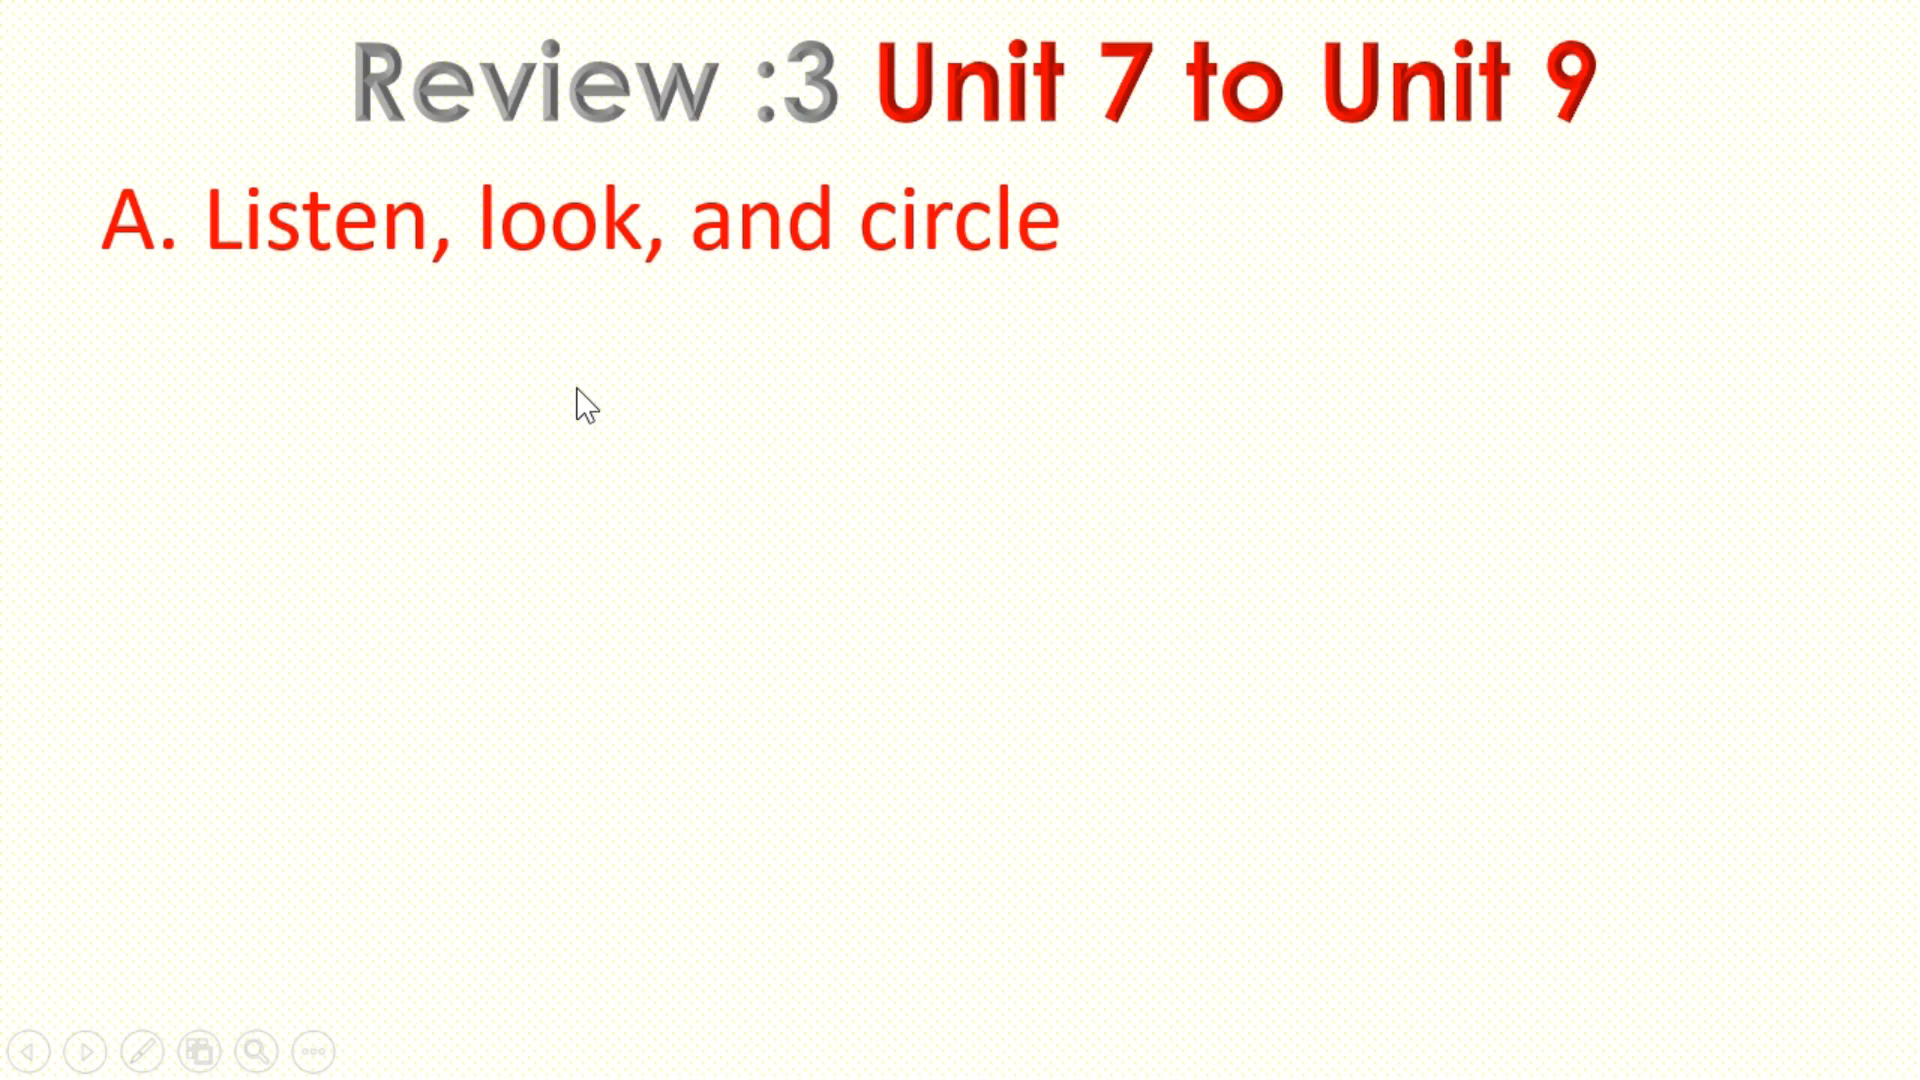 Review :3 Unit 7 to Unit 9
A. Listen, look, and circle